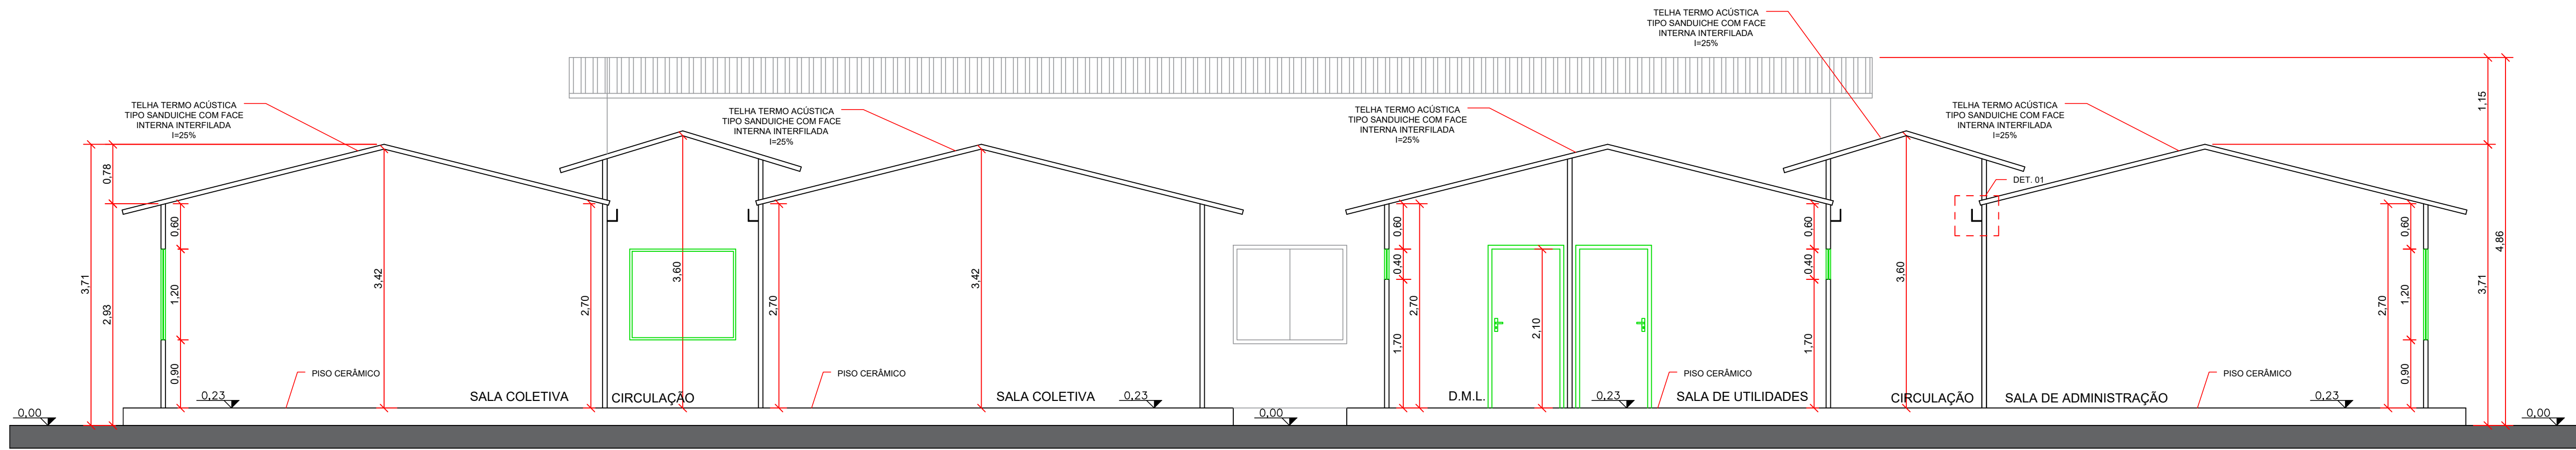 TELHA TERMO ACÚSTICA
TIPO SANDUICHE COM FACE
INTERNA INTERFILADA
I=25%
TELHA TERMO ACÚSTICA
TIPO SANDUICHE COM FACE
INTERNA INTERFILADA
I=25%
TELHA TERMO ACÚSTICA
TIPO SANDUICHE COM FACE
INTERNA INTERFILADA
I=25%
TELHA TERMO ACÚSTICA
TIPO SANDUICHE COM FACE
INTERNA INTERFILADA
I=25%
TELHA TERMO ACÚSTICA
TIPO SANDUICHE COM FACE
INTERNA INTERFILADA
I=25%
DET. 01
3,71
0,78
2,93
0,60
1,20
0,90
3,42
2,70
3,60
2,70
3,42
0,60
0,40
1,70
2,70
2,10
0,60
0,40
1,70
3,60
2,70
0,60
1,20
0,90
1,15
3,71
4,86
PISO CERÂMICO
PISO CERÂMICO
PISO CERÂMICO
PISO CERÂMICO
0,00
0,23
SALA COLETIVA
CIRCULAÇÃO
SALA COLETIVA
0,23
0,00
D.M.L.
0,23
SALA DE UTILIDADES
CIRCULAÇÃO
SALA DE ADMINISTRAÇÃO
0,23
0,00